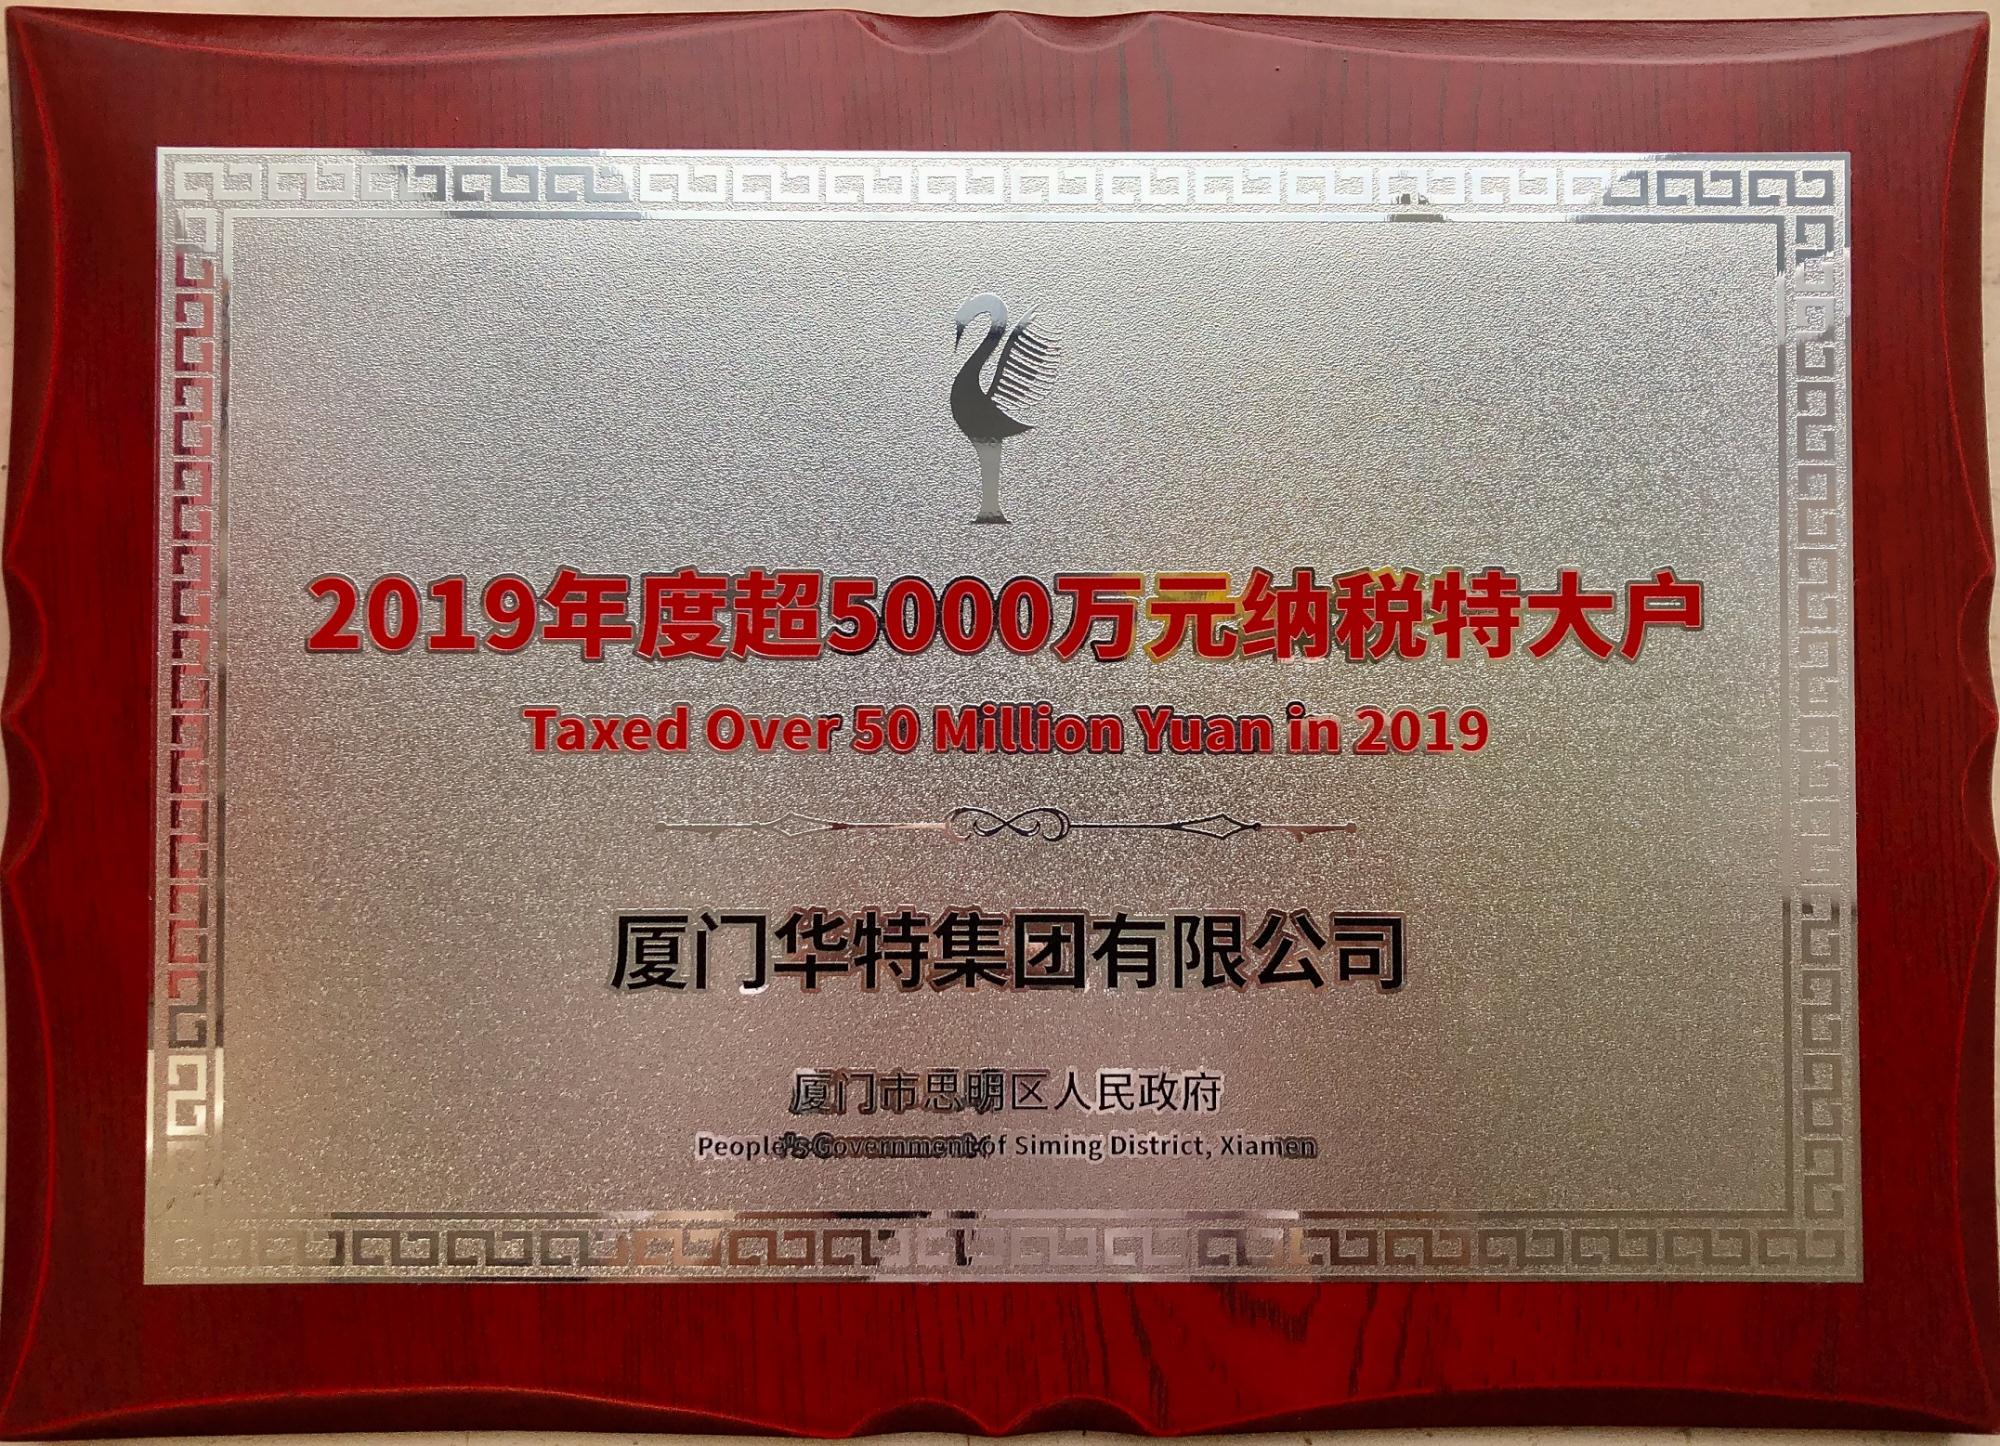 2019年度超5000万元纳税特大户
Taxed Over 50 Million Yuan in 2019
厦门华特集团有限公司
厦门市思明区人民政府
People's Government of Siming District, Xiamen